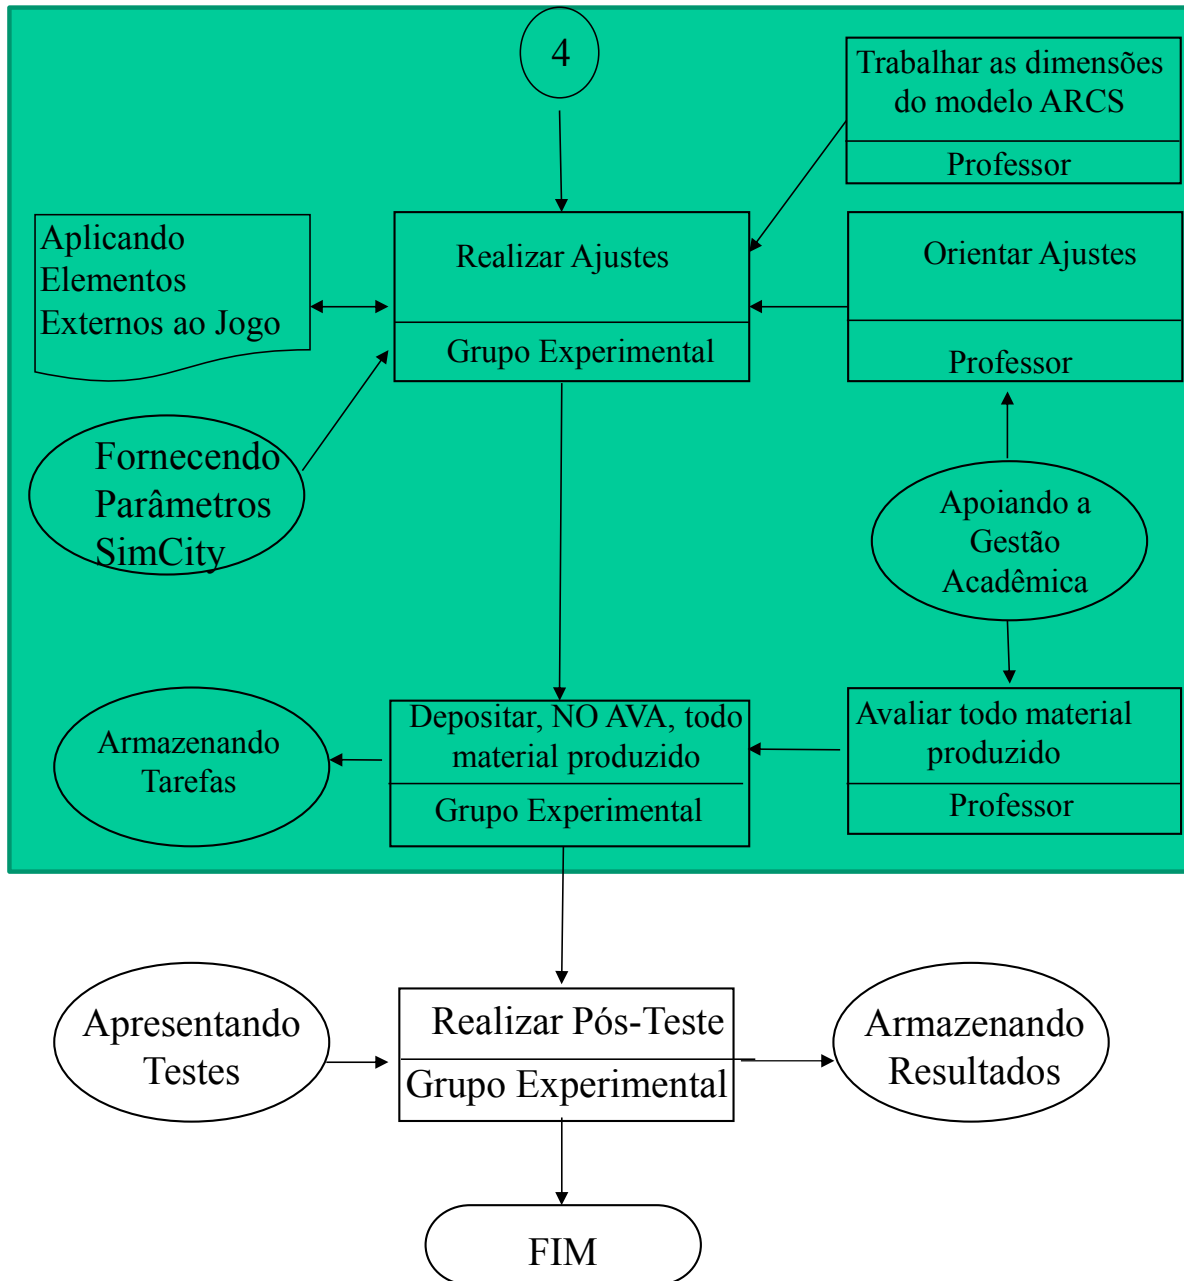 4
Trabalhar as dimensões
do modelo ARCS
Professor
Aplicando
Elementos
Externos ao Jogo
Realizar Ajustes
Grupo Experimental
Orientar Ajustes
Professor
Fornecendo
Parâmetros
SimCity
Apoiando a
Gestão
Acadêmica
Armazenando
Tarefas
Depositar, NO AVA, todo
material produzido
Grupo Experimental
Avaliar todo material
produzido
Professor
Apresentando
Testes
Realizar Pós-Teste
Grupo Experimental
Armazenando
Resultados
FIM